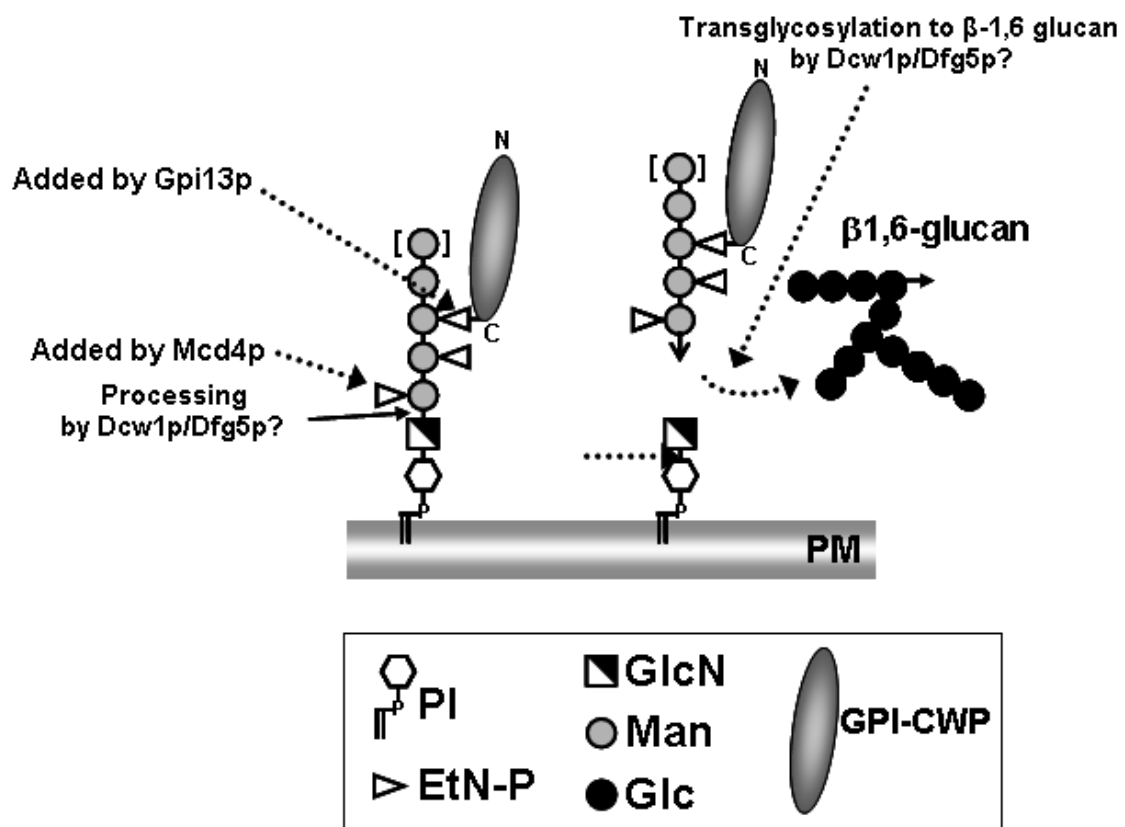 Transglycosylation to β-1,6 glucan
by Dcw1p/Dfg5p?
N
N
Added by Gpi13p
[ ]
[ ]
β1,6-glucan
C
C
Added by Mcd4p
Processing
by Dcw1p/Dfg5p?
P
P
PM
P
PI
GlcN
Man
GPI-CWP
EtN-P
Glc